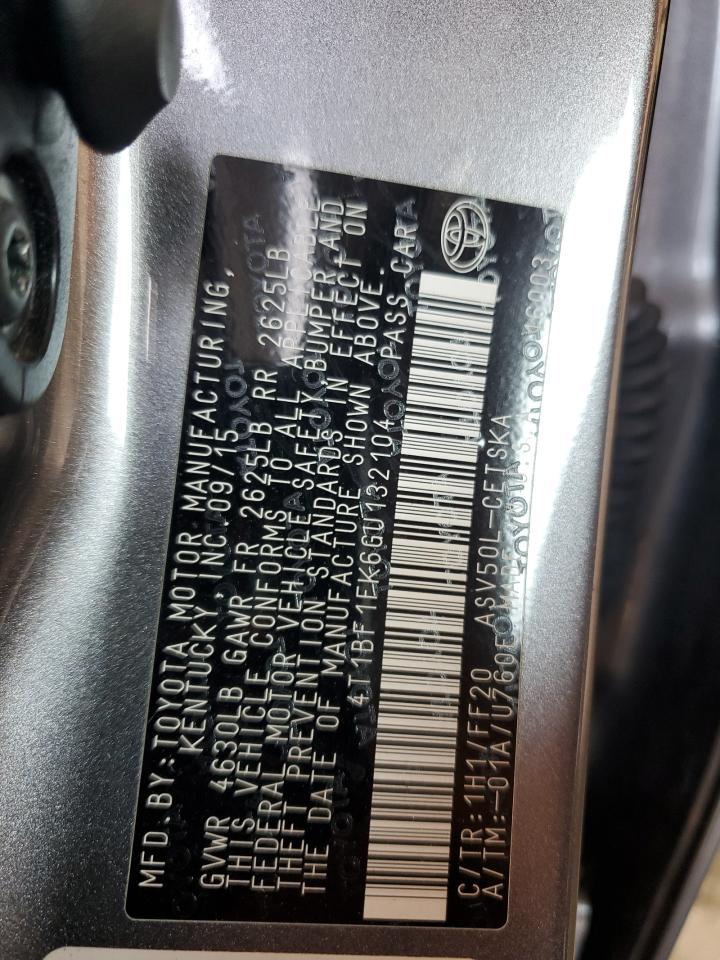 MFD.BY:TOYOTA MOTOR MANUFACTURING,
KENTUCKY, INC. 09/15
GVWR 4630LB GAWR FR 2625LB RR 2625LB
THIS VEHICLE CONFORMS TO ALL APPLICABLE
FEDERAL MOTOR VEHICLE SAFETY, BUMPER AND
THEFT PREVENTION STANDARDS IN EFFECT ON
THE DATE OF MANUFACTURE SHOWN ABOVE.
4T1BF1FK6GU132104 PASS.CAR
C/TR:1H1/FF20 ASV50L-CETSKA
A/TM:-01A/U760E